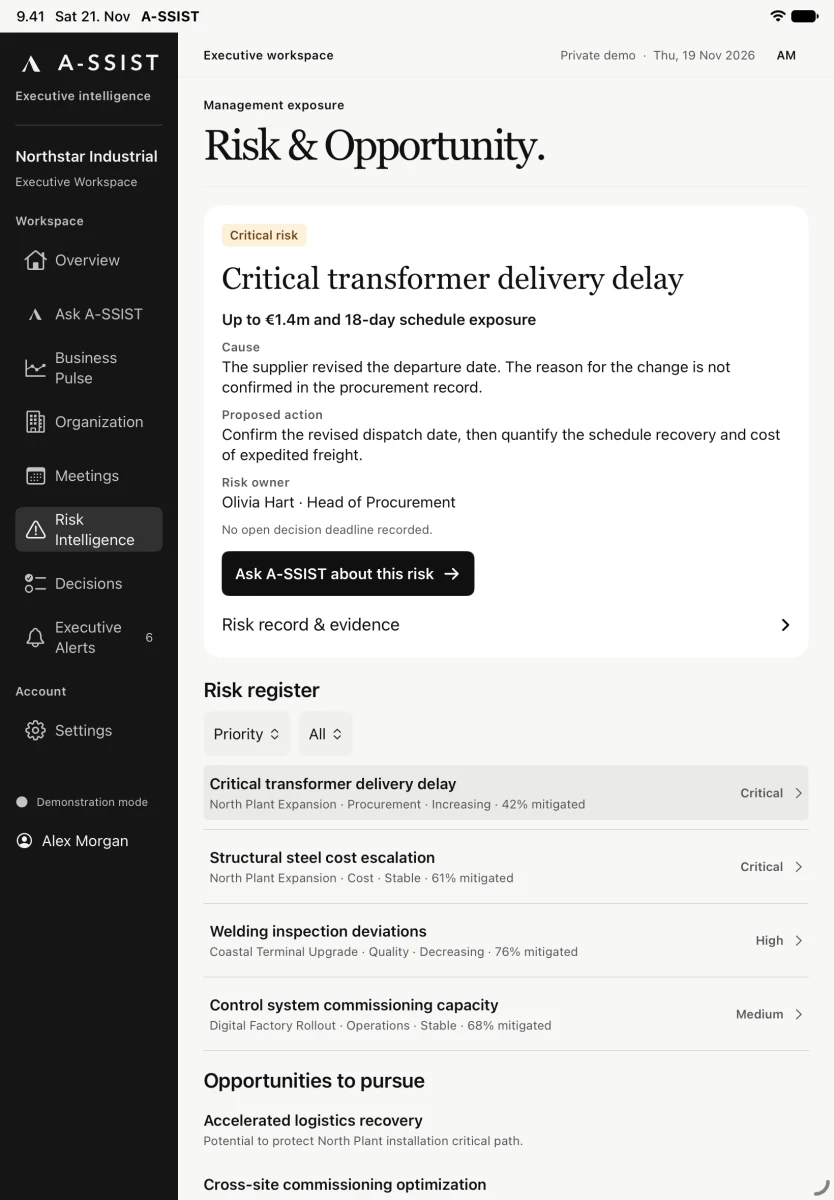 9.41 Sat 21. Nov A-SSIST
A-SSIST
Executive intelligence
Northstar Industrial
Executive Workspace
Workspace
Overview
Ask A-SSIST
Business
Pulse
Organization
Meetings
Risk
Intelligence
Decisions
Executive
Alerts 6
Account
Settings
Demonstration mode
Alex Morgan
Executive workspace
Private demo · Thu, 19 Nov 2026 AM
Management exposure
Risk & Opportunity.
Critical risk
Critical transformer delivery delay
Up to €1.4m and 18-day schedule exposure
Cause
The supplier revised the departure date. The reason for the change is not
confirmed in the procurement record.
Proposed action
Confirm the revised dispatch date, then quantify the schedule recovery and cost
of expedited freight.
Risk owner
Olivia Hart · Head of Procurement
No open decision deadline recorded.
Ask A-SSIST about this risk →
Risk record & evidence
Risk register
Priority All
Critical transformer delivery delay
North Plant Expansion · Procurement · Increasing · 42% mitigated
Critical
Structural steel cost escalation
North Plant Expansion · Cost · Stable · 61% mitigated
Critical
Welding inspection deviations
Coastal Terminal Upgrade · Quality · Decreasing · 76% mitigated
High
Control system commissioning capacity
Digital Factory Rollout · Operations · Stable · 68% mitigated
Medium
Opportunities to pursue
Accelerated logistics recovery
Potential to protect North Plant installation critical path.
Cross-site commissioning optimization